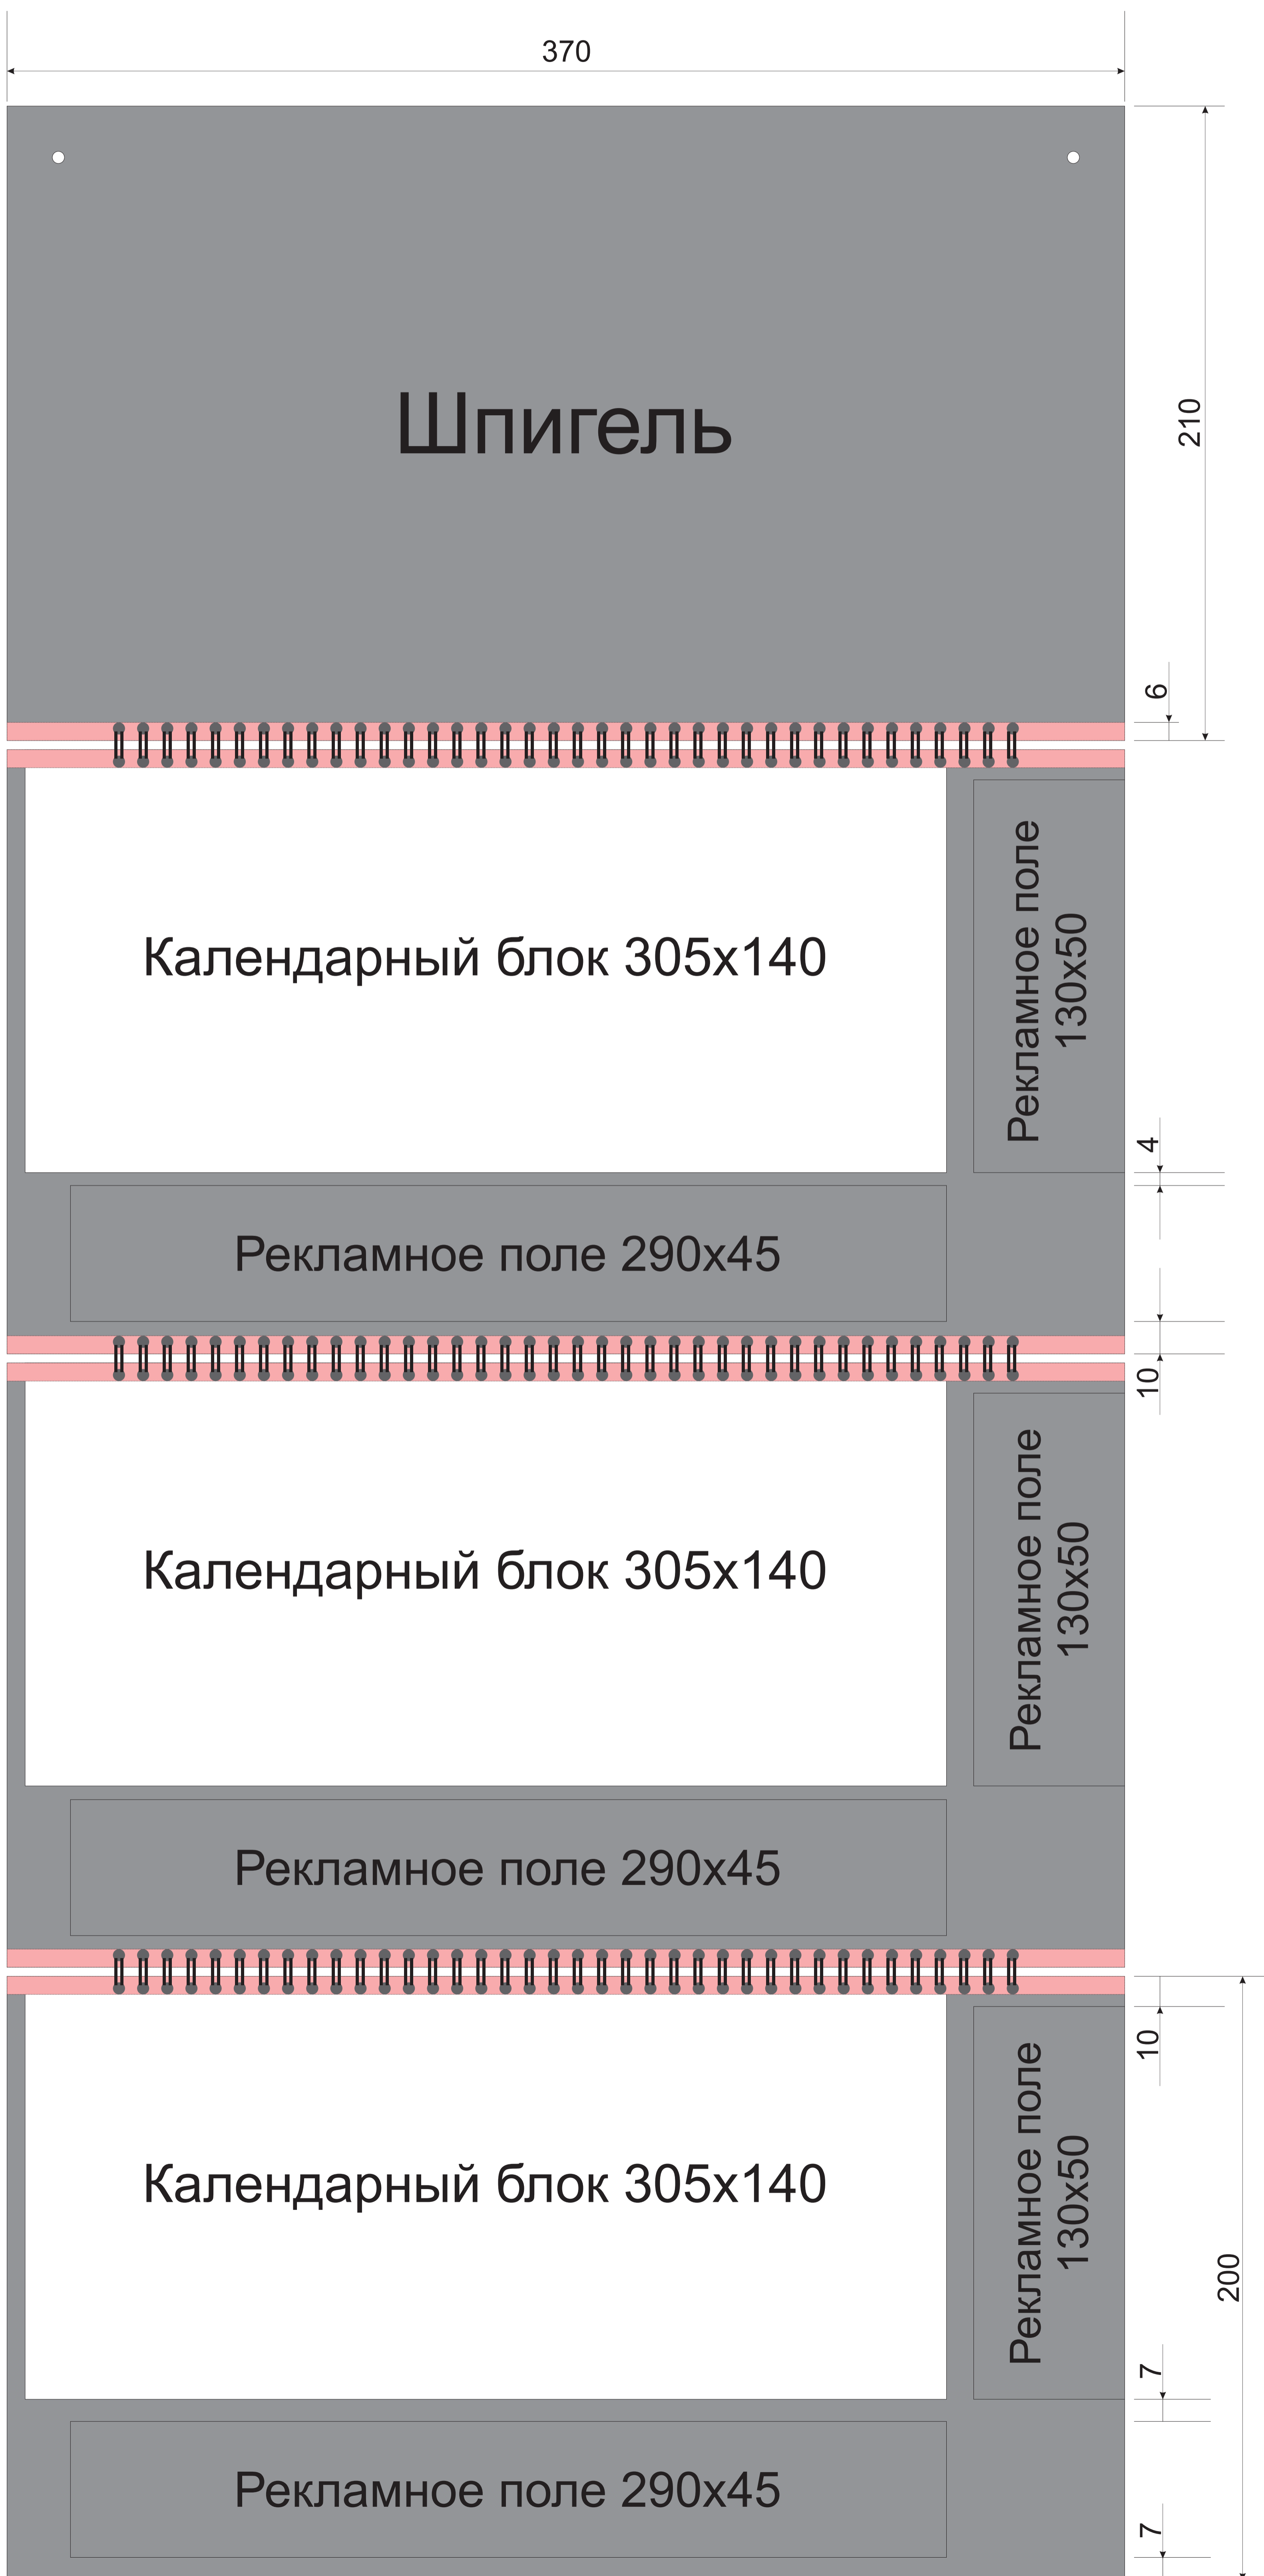 370
Шпигель
210
6
Календарный блок 305x140
Рекламное поле
130x50
4
Рекламное поле 290x45
10
Календарный блок 305x140
Рекламное поле
130x50
Рекламное поле 290x45
10
Календарный блок 305x140
Рекламное поле
130x50
200
7
Рекламное поле 290x45
7